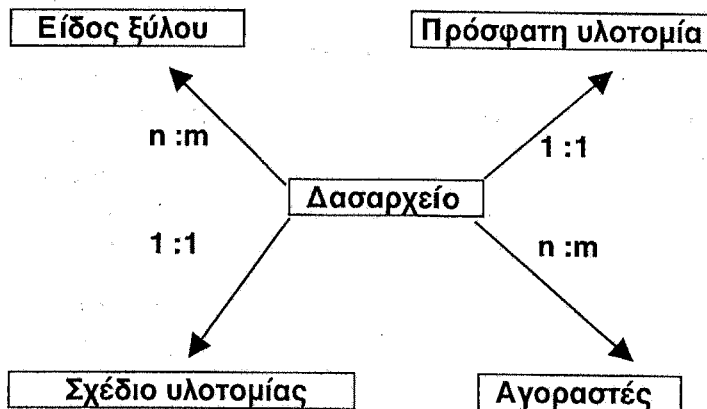 Είδος ξύλου
Πρόσφατη υλοτομία
n :m
1 :1
Δασαρχείο
1 :1
n :m
Σχέδιο υλοτομίας
Αγοραστές